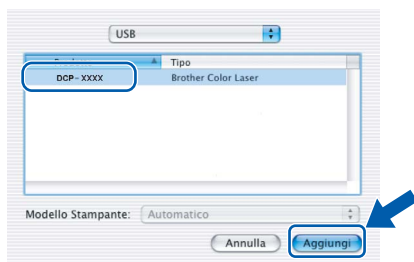 USB
Tipo
DCP-XXXX Brother Color Laser
Modello Stampante: Automatico
Annulla Aggiungi